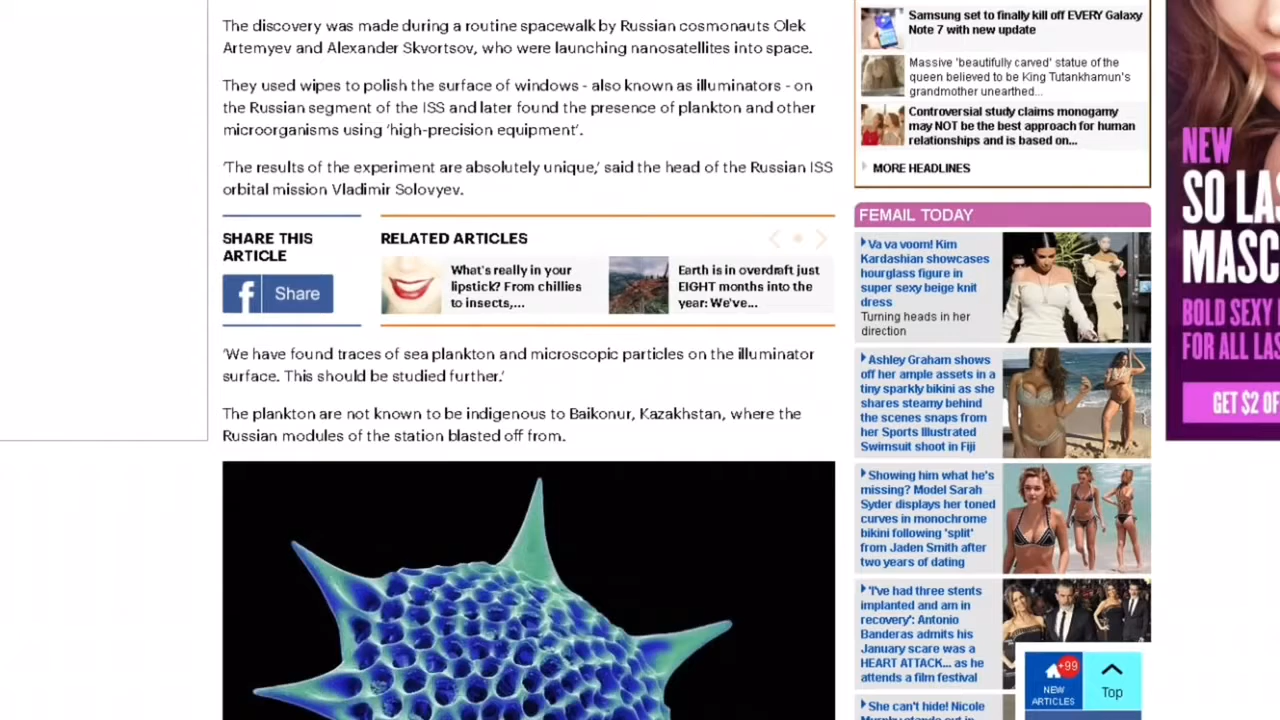 The discovery was made during a routine spacewalk by Russian cosmonauts Olek
Artemyev and Alexander Skvortsov, who were launching nanosatellites into space.
They used wipes to polish the surface of windows - also known as illuminators - on
the Russian segment of the ISS and later found the presence of plankton and other
microorganisms using 'high-precision equipment'.
'The results of the experiment are absolutely unique,' said the head of the Russian ISS
orbital mission Vladimir Solovyev.
SHARE THIS
ARTICLE
Share
RELATED ARTICLES
What's really in your
lipstick? From chillies
to insects,...
Earth is in overdraft just
EIGHT months into the
year: We've...
'We have found traces of sea plankton and microscopic particles on the illuminator
surface. This should be studied further.'
The plankton are not known to be indigenous to Baikonur, Kazakhstan, where the
Russian modules of the station blasted off from.
Samsung set to finally kill off EVERY Galaxy
Note 7 with new update
Massive 'beautifully carved' statue of the
queen believed to be King Tutankhamun's
grandmother unearthed...
Controversial study claims monogamy
may NOT be the best approach for human
relationships and is based on...
MORE HEADLINES
FEMAIL TODAY
Va va voom! Kim
Kardashian showcases
hourglass figure in
super sexy beige knit
dress
Turning heads in her
direction
Ashley Graham shows
off her ample assets in a
tiny sparkly bikini as she
shares steamy behind
the scenes snaps from
her Sports Illustrated
Swimsuit shoot in Fiji
Showing him what he's
missing? Model Sarah
Syder displays her toned
curves in monochrome
bikini following 'split'
from Jaden Smith after
two years of dating
'I've had three stents
implanted and am in
recovery': Antonio
Banderas admits his
January scare was a
HEART ATTACK... as he
attends a film festival
She can't hide! Nicole
+99
NEW
ARTICLES
Top
NEW
SO LAS
MASC
BOLD SEXY
FOR ALL LAS
GET $2 OF